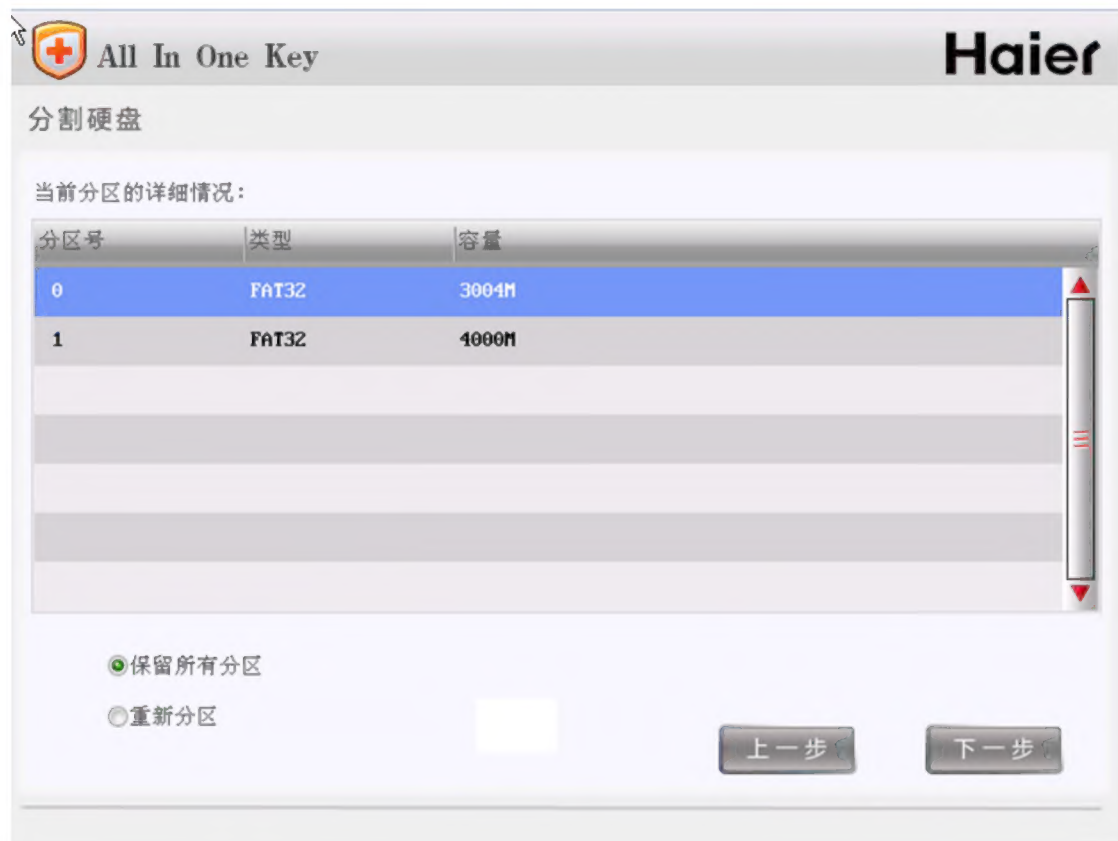 All In One Key Haier
分割硬盘
当前分区的详细情况：
分区号 类型 容量
0 FAT32 3004M
1 FAT32 4000M
保留所有分区
重新分区
上一步 下一步